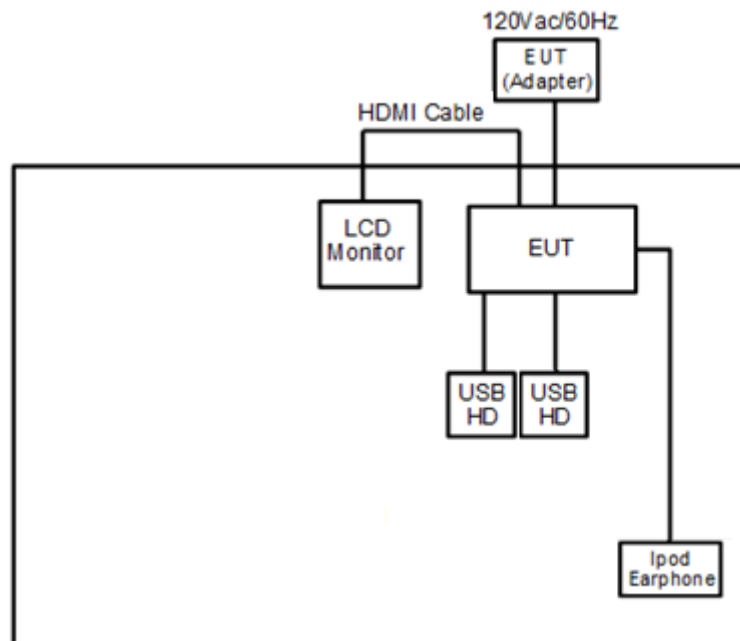 120Vac/60Hz
EUT
(Adapter)
HDMI Cable
LCD
Monitor
EUT
USB
HD
USB
HD
Ipod
Earphone